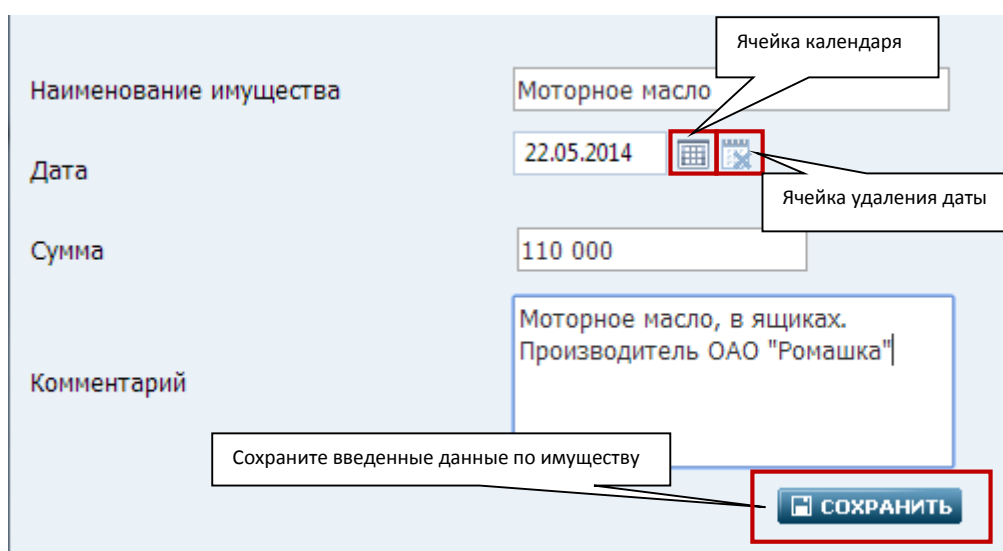 Ячейка календаря
Наименование имущества
Моторное масло
Дата
22.05.2014
Ячейка удаления даты
Сумма
110 000
Моторное масло, в ящиках.
Производитель ОАО "Ромашка"
Комментарий
Сохраните введенные данные по имуществу
СОХРАНИТЬ